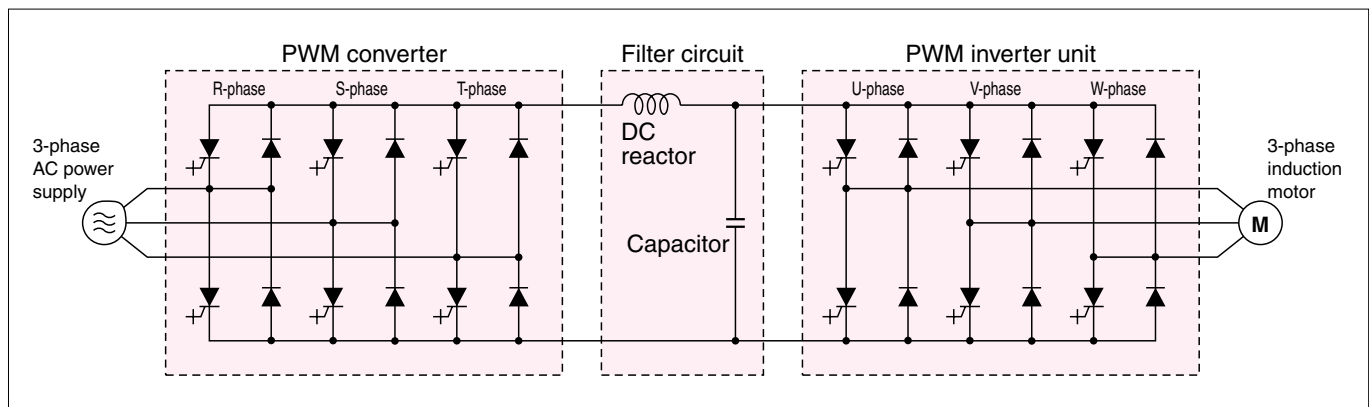 PWM converter
Filter circuit
PWM inverter unit
R-phase
S-phase
T-phase
U-phase
V-phase
W-phase
3-phase
AC power
supply
DC
reactor
Capacitor
3-phase
induction
motor
M